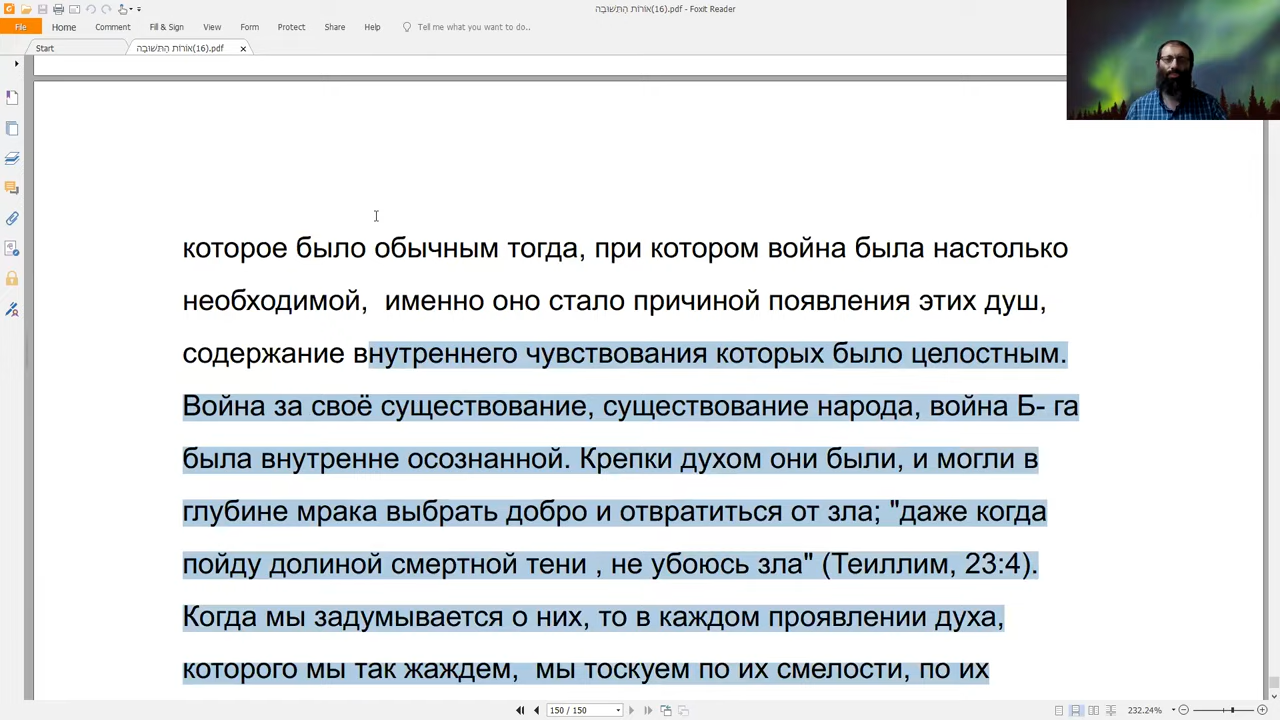 אורות התשובה(16).pdf - Foxit Reader
File Home Comment Fill & Sign View Form Protect Share Help Tell me what you want to do..
Start אורות התשובה(16).pdf
которое было обычным тогда, при котором война была настолько
необходимой, именно оно стало причиной появления этих душ,
содержание внутреннего чувствования которых было целостным.
Война за своё существование, существование народа, война Б- га
была внутренне осознанной. Крепки духом они были, и могли в
глубине мрака выбрать добро и отвратиться от зла; "даже когда
пойду долиной смертной тени , не убоюсь зла" (Теиллим, 23:4).
Когда мы задумывается о них, то в каждом проявлении духа,
которого мы так жаждем, мы тоскуем по их смелости, по их
150 / 150 232.24%